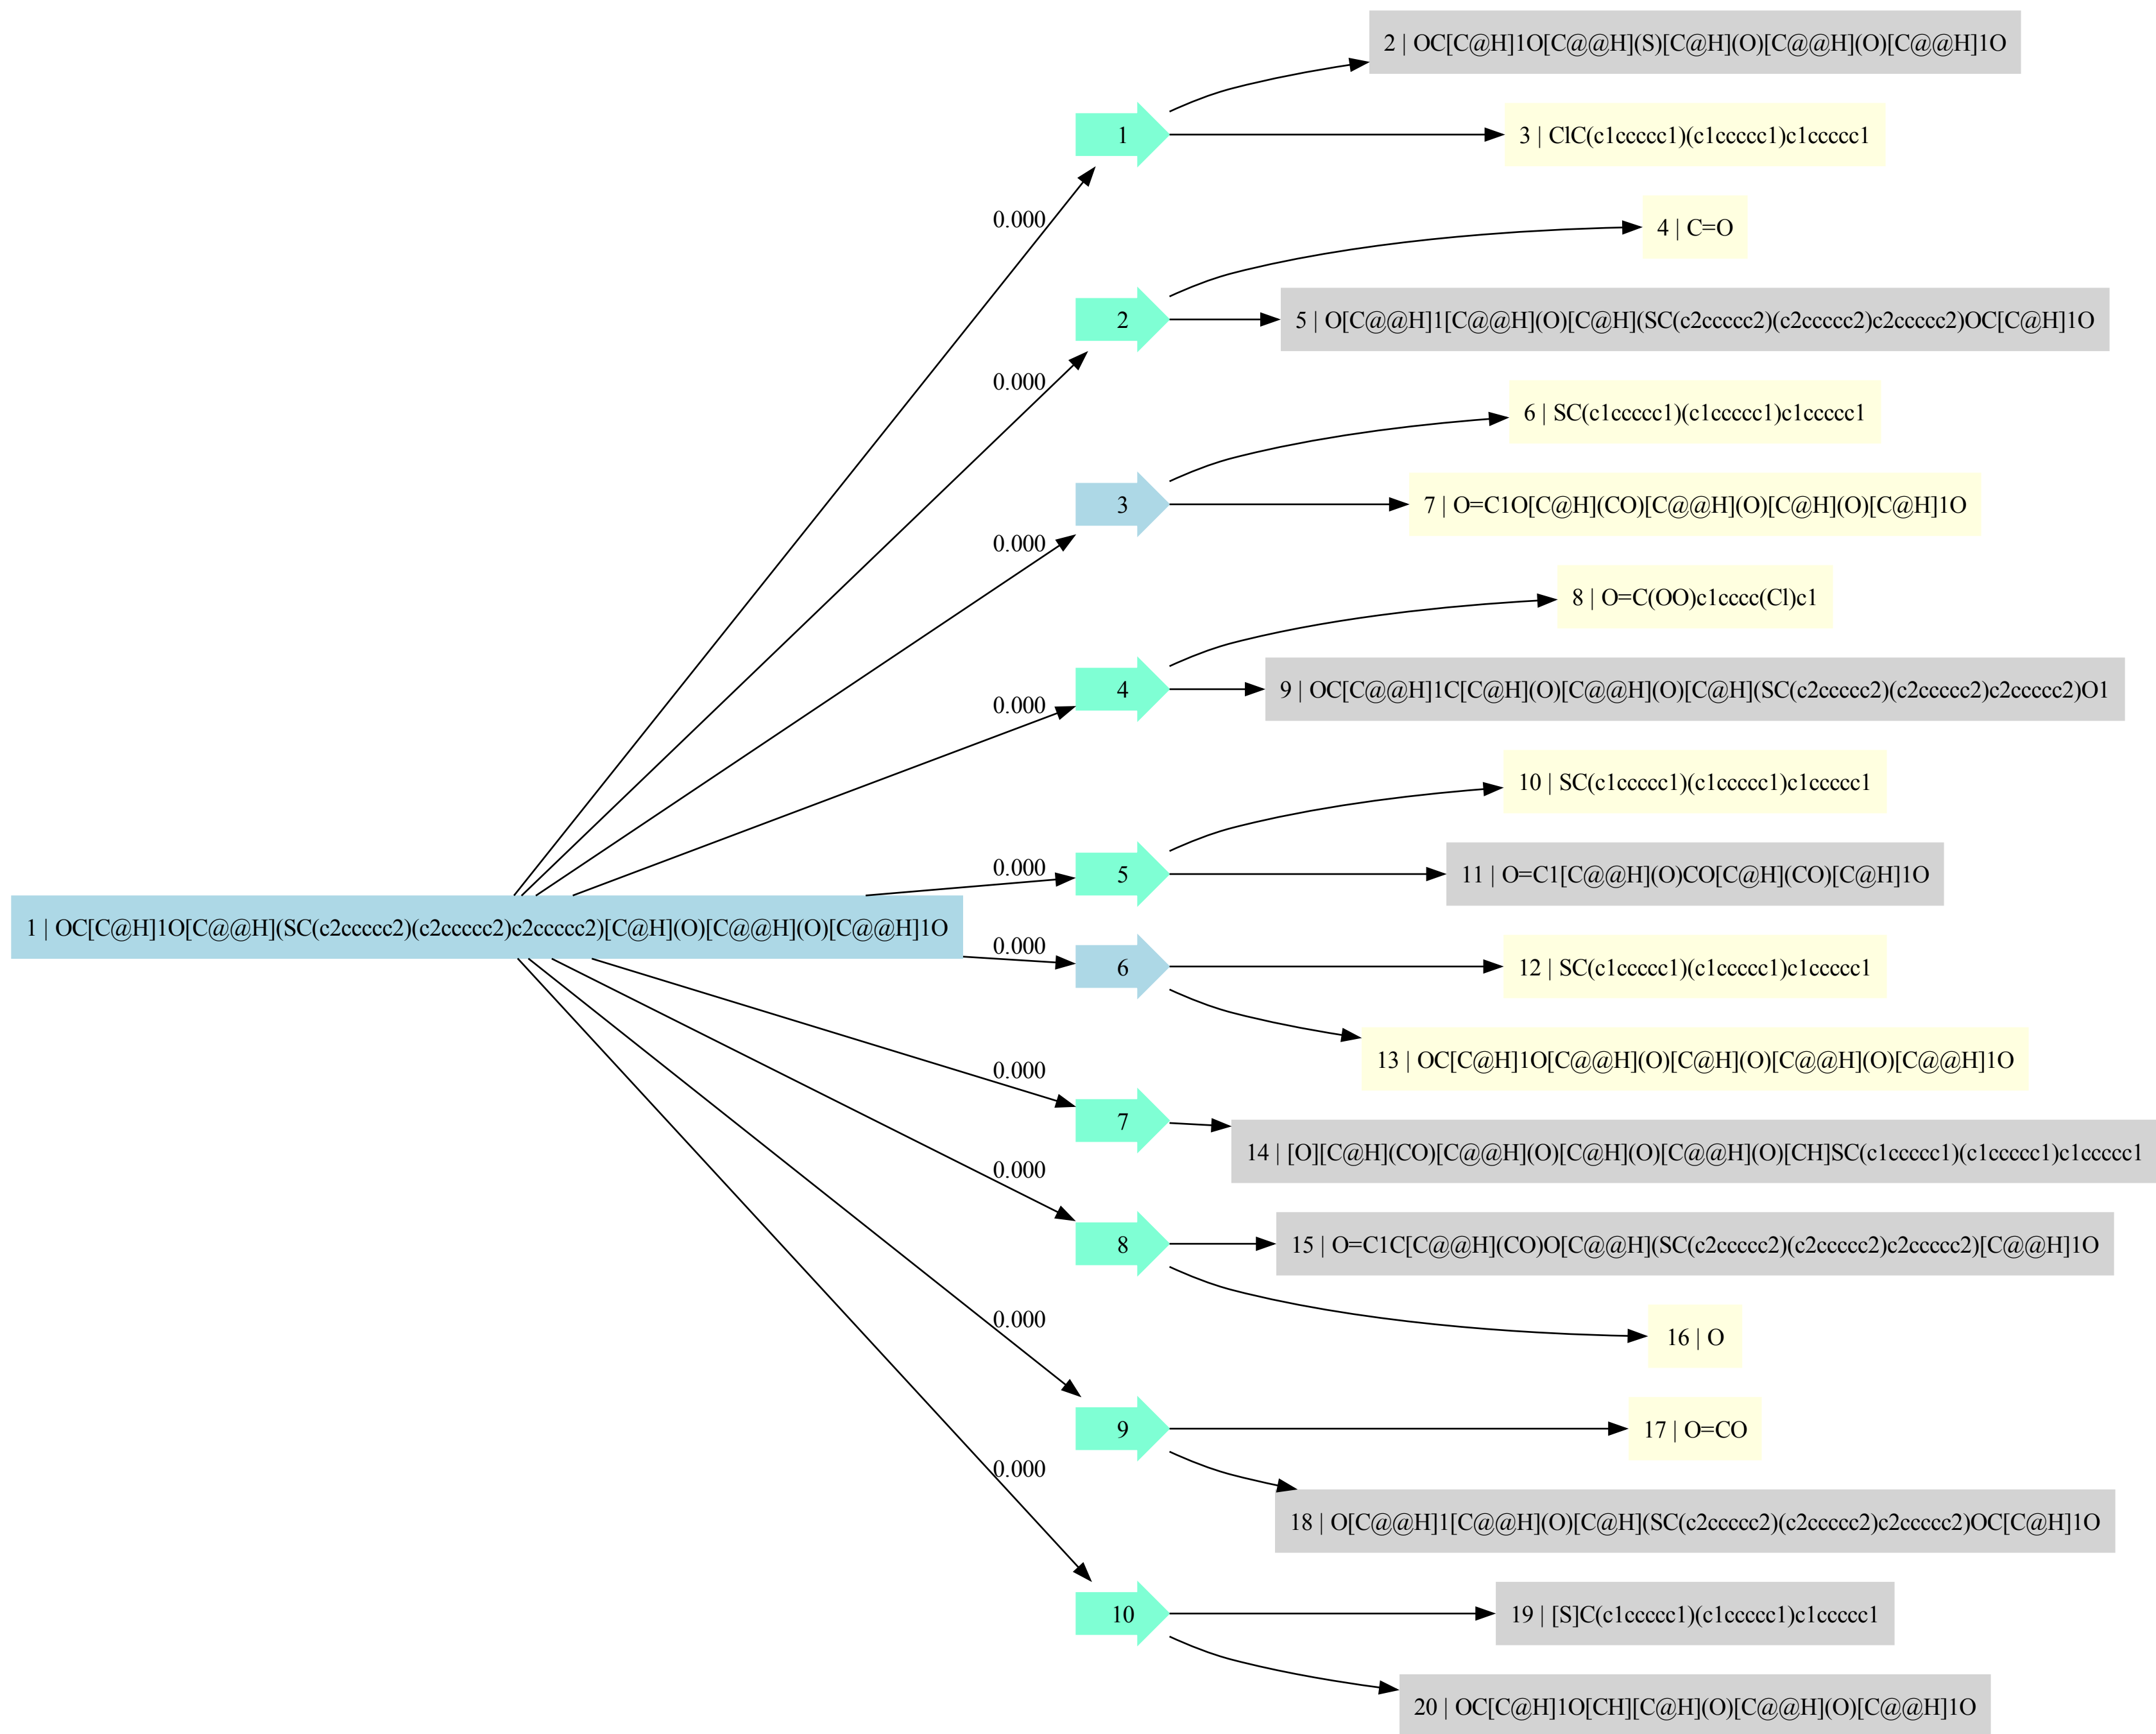 2 | OC[C@H]1O[C@@H](S)[C@H](O)[C@@H](O)[C@@H]1O
1
3 | ClC(c1ccccc1)(c1ccccc1)c1ccccc1
0.000
4 | C=O
2
5 | O[C@@H]1[C@@H](O)[C@H](SC(c2ccccc2)(c2ccccc2)c2ccccc2)OC[C@H]1O
0.000
6 | SC(c1ccccc1)(c1ccccc1)c1ccccc1
3
7 | O=C1O[C@H](CO)[C@@H](O)[C@H](O)[C@H]1O
0.000
8 | O=C(OO)c1cccc(Cl)c1
4
9 | OC[C@@H]1C[C@H](O)[C@@H](O)[C@H](SC(c2ccccc2)(c2ccccc2)c2ccccc2)O1
0.000
10 | SC(c1ccccc1)(c1ccccc1)c1ccccc1
0.000
5
11 | O=C1[C@@H](O)CO[C@H](CO)[C@H]1O
1 | OC[C@H]1O[C@@H](SC(c2ccccc2)(c2ccccc2)c2ccccc2)[C@H](O)[C@@H](O)[C@@H]1O
0.000
6
12 | SC(c1ccccc1)(c1ccccc1)c1ccccc1
13 | OC[C@H]1O[C@@H](O)[C@H](O)[C@@H](O)[C@@H]1O
0.000
7
14 | [O][C@H](CO)[C@@H](O)[C@H](O)[C@@H](O)[CH]SC(c1ccccc1)(c1ccccc1)c1ccccc1
0.000
8
15 | O=C1C[C@@H](CO)O[C@@H](SC(c2ccccc2)(c2ccccc2)c2ccccc2)[C@@H]1O
0.000
16 | O
9
17 | O=CO
0.000
18 | O[C@@H]1[C@@H](O)[C@H](SC(c2ccccc2)(c2ccccc2)c2ccccc2)OC[C@H]1O
10
19 | [S]C(c1ccccc1)(c1ccccc1)c1ccccc1
20 | OC[C@H]1O[CH][C@H](O)[C@@H](O)[C@@H]1O